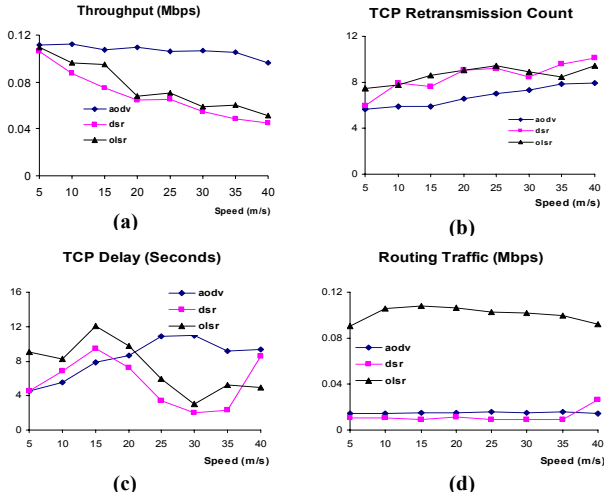 Throughput (Mbps)
0.12
0.08
0.04
0
aodv
dsr
olsr
5 10 15 20 25 30 35 40
Speed (m/s)
(a)
TCP Retransmission Count
12
8
4
0
aodv
dsr
olsr
5 10 15 20 25 30 35 40
Speed (m/s)
(b)
TCP Delay (Seconds)
16
12
8
4
0
aodv
dsr
olsr
5 10 15 20 25 30 35 40
Speed (m/s)
(c)
Routing Traffic (Mbps)
0.12
0.08
0.04
0
aodv
dsr
olsr
5 10 15 20 25 30 35 40
Speed (m/s)
(d)